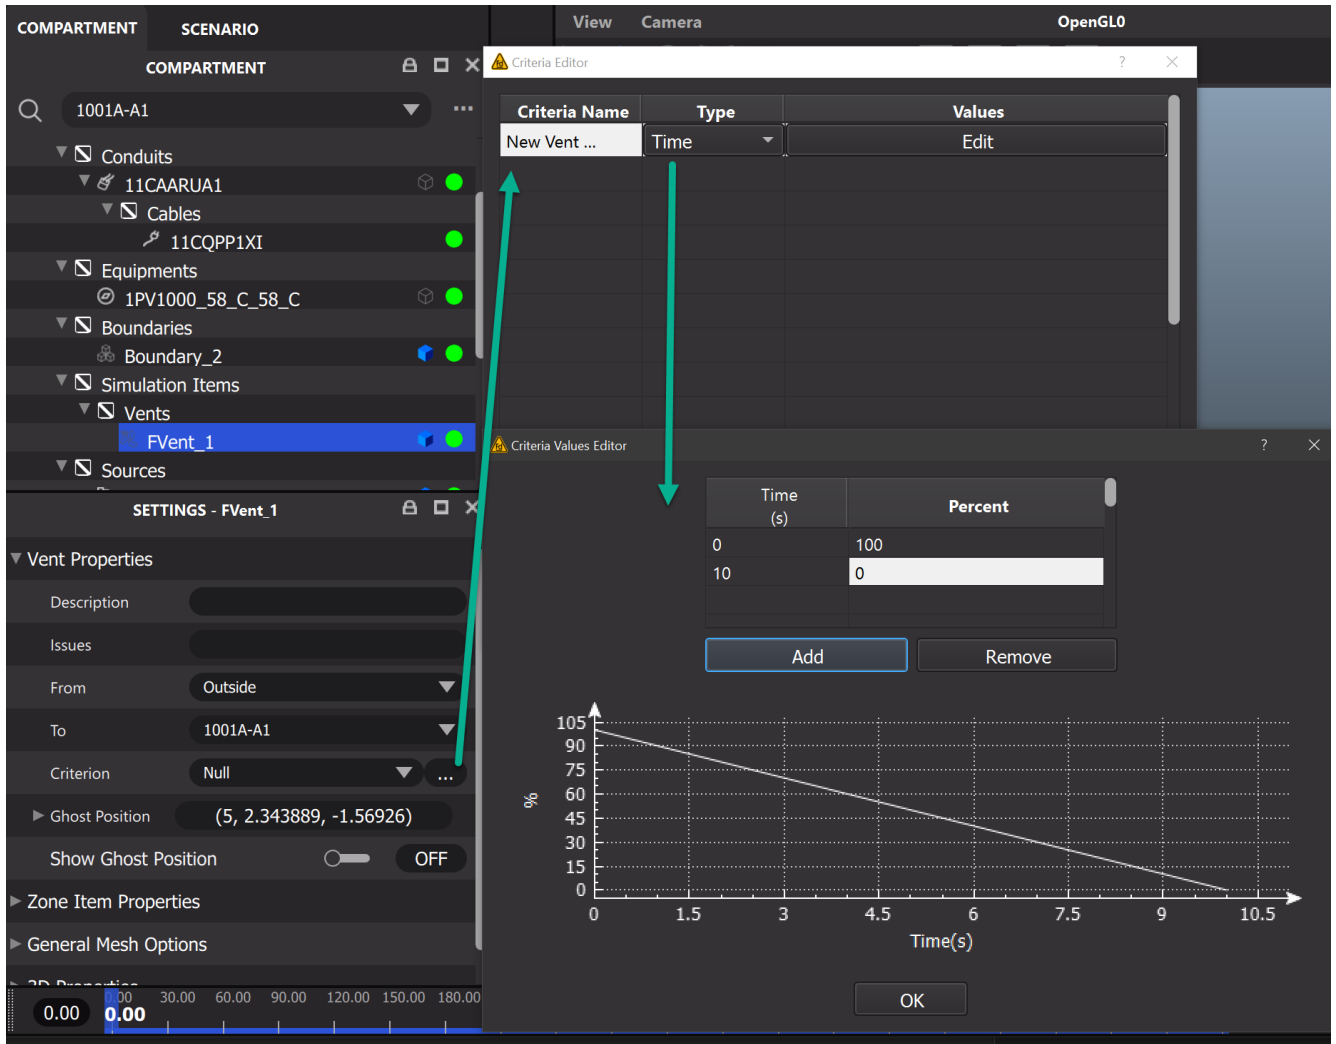 COMPARTMENT SCENARIO
View Camera OpenGL0
COMPARTMENT
1001A-A1
...
Conduits
11CAARUA1
Cables
11CQPP1XI
Equipments
1PV1000_58_C_58_C
Boundaries
Boundary_2
Simulation Items
Vents
FVent_1
Sources
SETTINGS - FVent_1
Vent Properties
Description
Issues
From Outside
To 1001A-A1
Criterion Null ...
Ghost Position (5, 2.343889, -1.56926)
Show Ghost Position OFF
Zone Item Properties
General Mesh Options
3D Properties
0.00 0.00 30.00 60.00 90.00 120.00 150.00 180.00
0.00
Criteria Editor ?
Criteria Name Type Values
New Vent ... Time Edit
Criteria Values Editor ?
Time
(s)
Percent
0 100
10 0
Add Remove
105
90
75
60
45
30
15
0
%
0 1.5 3 4.5 6 7.5 9 10.5
Time(s)
OK